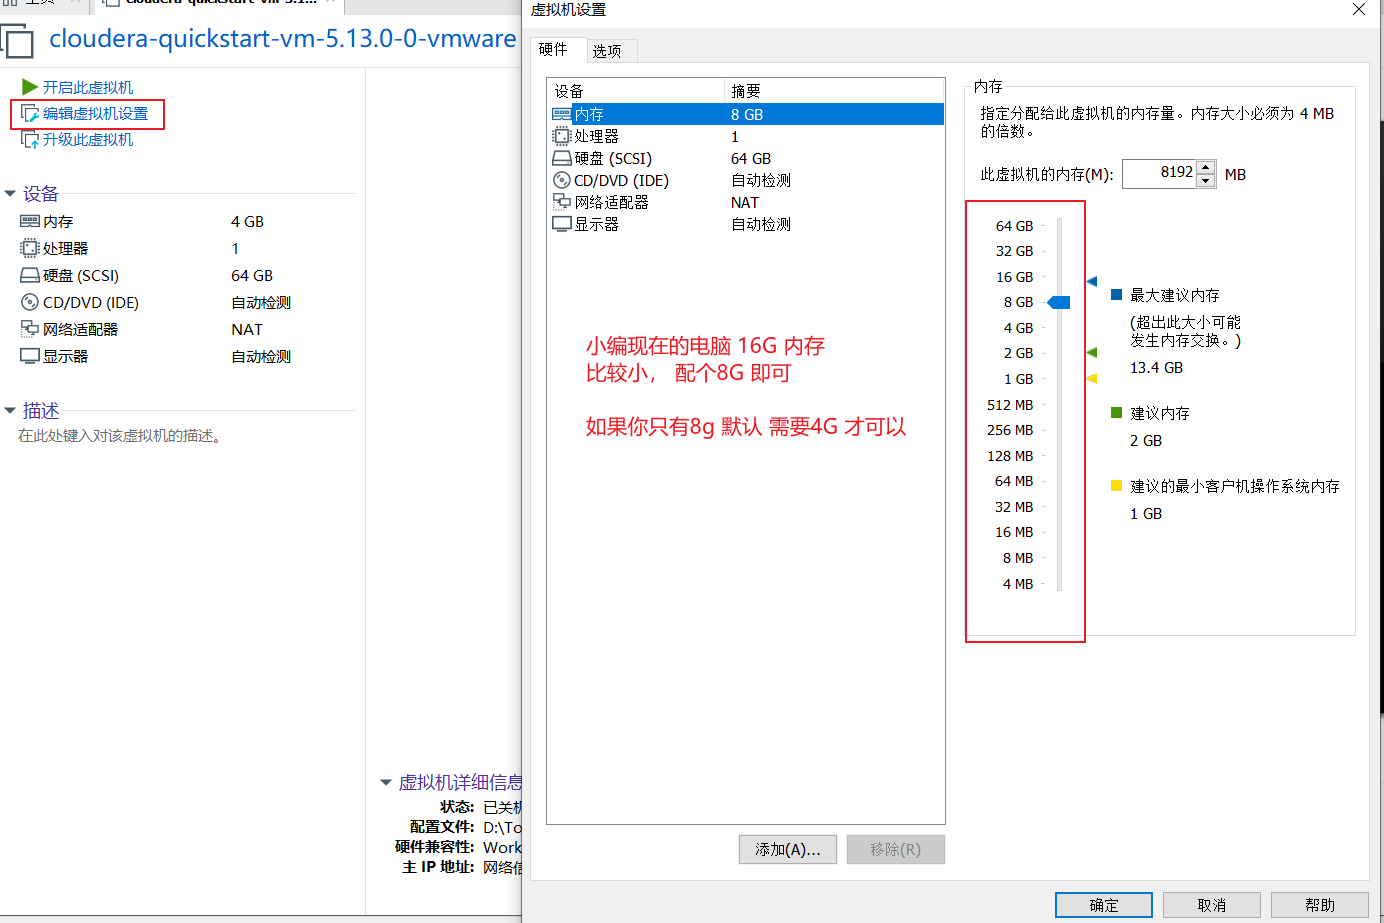 主页
cloudera-quickstart-vm-5.1...
cloudera-quickstart-vm-5.13.0-0-vmware
开启此虚拟机
编辑虚拟机设置
升级此虚拟机
设备
内存 4 GB
处理器 1
硬盘 (SCSI) 64 GB
CD/DVD (IDE) 自动检测
网络适配器 NAT
显示器 自动检测
描述
在此处键入对该虚拟机的描述。
虚拟机详细信息
状态: 已关机
配置文件: D:\To
硬件兼容性: Work
主 IP 地址: 网络信
虚拟机设置
硬件 选项
设备 摘要
内存 8 GB
处理器 1
硬盘 (SCSI) 64 GB
CD/DVD (IDE) 自动检测
网络适配器 NAT
显示器 自动检测
小编现在的电脑 16G 内存
比较小， 配个8G 即可
如果你只有8g 默认 需要4G 才可以
添加(A)... 移除(R)
内存
指定分配给此虚拟机的内存量。内存大小必须为 4 MB
的倍数。
此虚拟机的内存(M): 8192 MB
64 GB
32 GB
16 GB
8 GB
4 GB
2 GB
1 GB
512 MB
256 MB
128 MB
64 MB
32 MB
16 MB
8 MB
4 MB
最大建议内存
(超出此大小可能
发生内存交换。)
13.4 GB
建议内存
2 GB
建议的最小客户机操作系统内存
1 GB
确定 取消 帮助